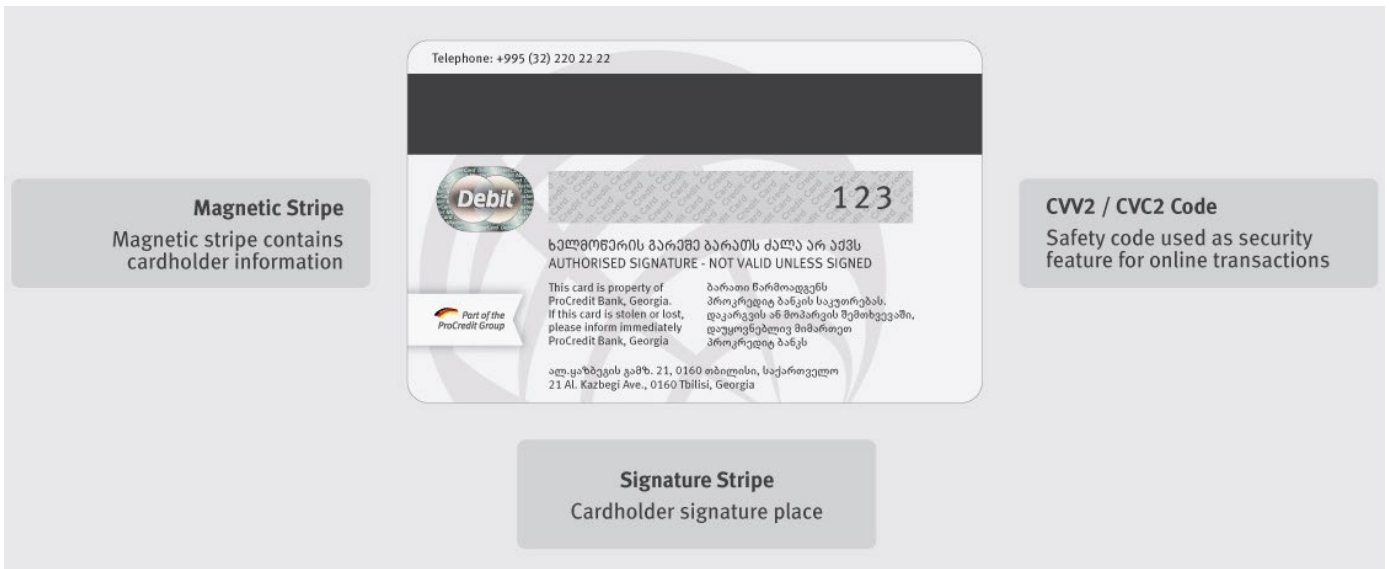 Telephone: +995 (32) 220 22 22
Magnetic Stripe
Magnetic stripe contains
cardholder information
Debit
123
CVV2 / CVC2 Code
Safety code used as security
feature for online transactions
ხელმოწერის გარეშე ბარათს ძალა არ აქვს
AUTHORISED SIGNATURE - NOT VALID UNLESS SIGNED
This card is property of
ProCredit Bank, Georgia.
If this card is stolen or lost,
please inform immediately
ProCredit Bank, Georgia
ბარათი წარმოადგენს
პროკრედიტ ბანკის საკუთრებას.
დაკარგვის ან მოპარვის შემთხვევაში,
დაუყოვნებლივ მიმართეთ
პროკრედიტ ბანკს
Part of the
ProCredit Group
ალ.ყაზბეგის გამზ. 21, 0160 თბილისი, საქართველო
21 Al. Kazbegi Ave., 0160 Tbilisi, Georgia
Signature Stripe
Cardholder signature place